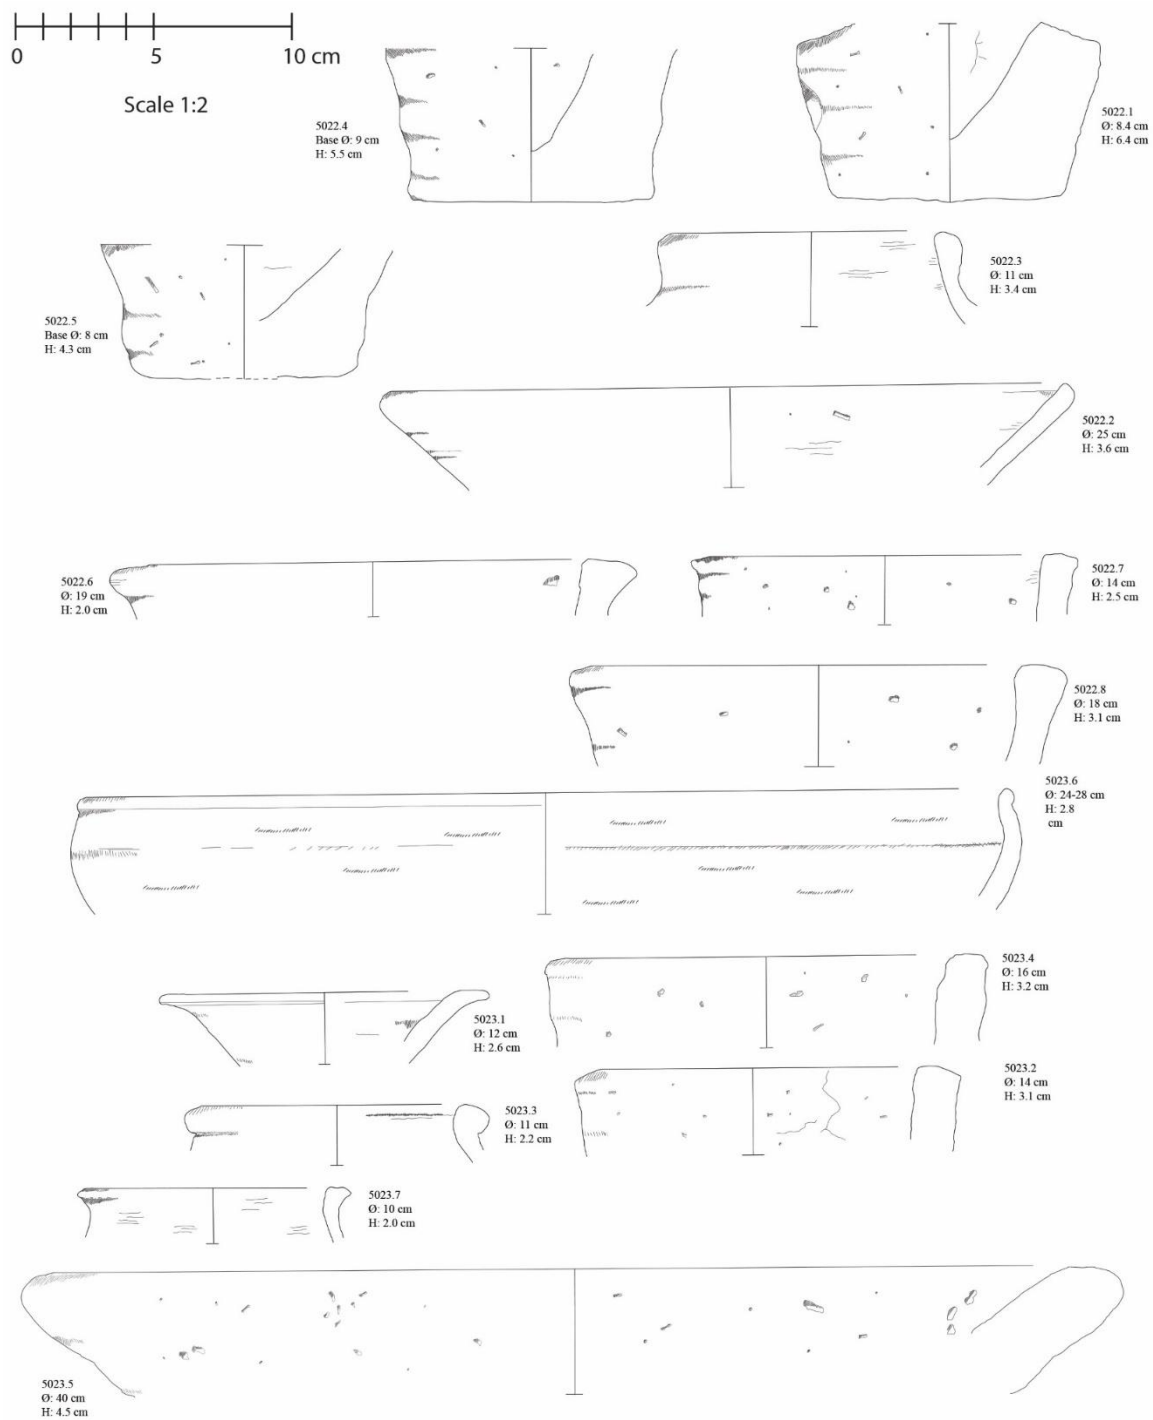 0 5 10 cm
Scale 1:2
5022.4
Base Ø: 9 cm
H: 5.5 cm
5022.1
Ø: 8.4 cm
H: 6.4 cm
5022.3
Ø: 11 cm
H: 3.4 cm
5022.5
Base Ø: 8 cm
H: 4.3 cm
5022.2
Ø: 25 cm
H: 3.6 cm
5022.6
Ø: 19 cm
H: 2.0 cm
5022.7
Ø: 14 cm
H: 2.5 cm
5022.8
Ø: 18 cm
H: 3.1 cm
5023.6
Ø: 24-28 cm
H: 2.8
cm
5023.4
Ø: 16 cm
H: 3.2 cm
5023.1
Ø: 12 cm
H: 2.6 cm
5023.2
Ø: 14 cm
H: 3.1 cm
5023.3
Ø: 11 cm
H: 2.2 cm
5023.7
Ø: 10 cm
H: 2.0 cm
5023.5
Ø: 40 cm
H: 4.5 cm